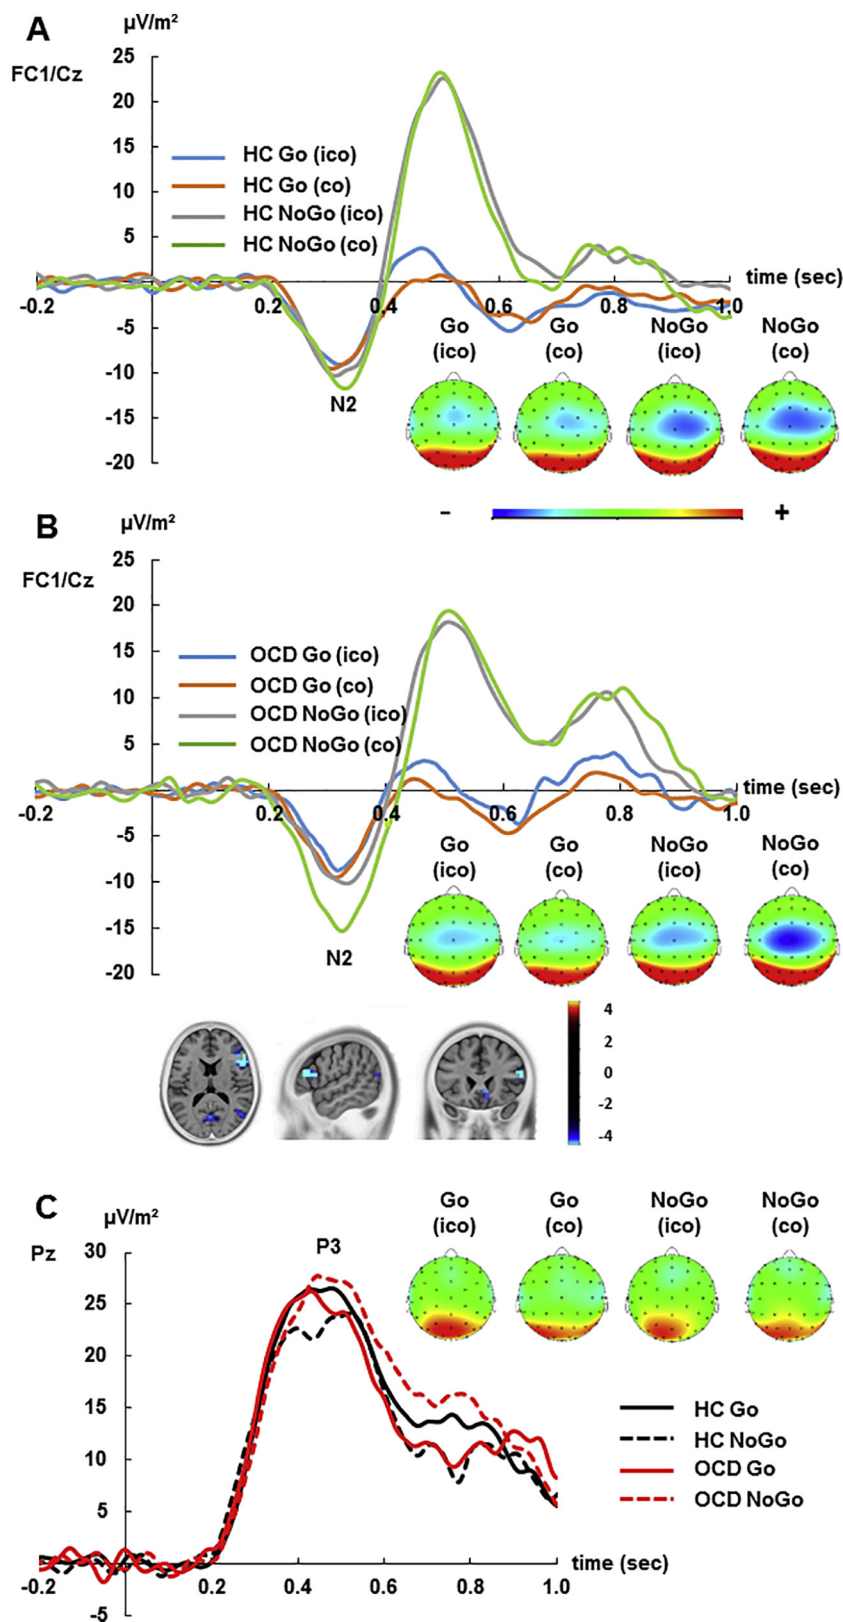 A
µV/m²
FC1/Cz
25
20
15
10
5
-5
-10
-15
-20
HC Go (ico)
HC Go (co)
HC NoGo (ico)
HC NoGo (co)
time (sec)
-0.2
0.2
0.4
0.6
0.8
1.0
N2
Go (ico)
Go (co)
NoGo (ico)
NoGo (co)
- +
B
µV/m²
FC1/Cz
25
20
15
10
5
-5
-10
-15
-20
OCD Go (ico)
OCD Go (co)
OCD NoGo (ico)
OCD NoGo (co)
time (sec)
-0.2
0.2
0.4
0.6
0.8
1.0
N2
Go (ico)
Go (co)
NoGo (ico)
NoGo (co)
4
2
0
-2
-4
C
µV/m²
Pz
30
25
20
15
10
5
-5
P3
Go (ico)
Go (co)
NoGo (ico)
NoGo (co)
HC Go
HC NoGo
OCD Go
OCD NoGo
time (sec)
-0.2
0.2
0.4
0.6
0.8
1.0